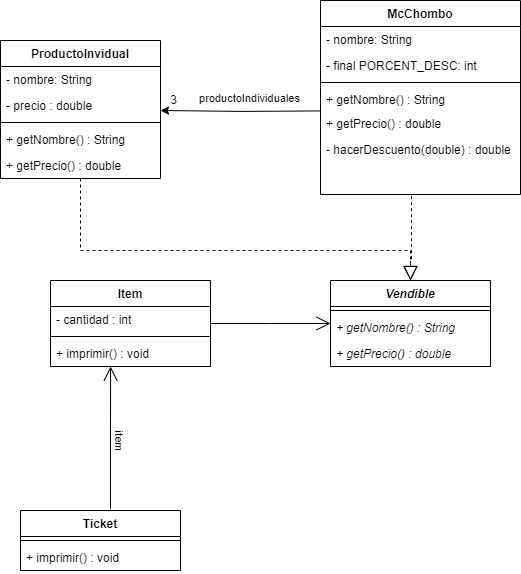 McChombo
- nombre: String
- final PORCENT_DESC: int
+ getNombre() : String
+ getPrecio() : double
- hacerDescuento(double) : double
ProductoInvidual
- nombre: String
- precio : double
+ getNombre() : String
+ getPrecio() : double
3
productoIndividuales
Item
- cantidad : int
+ imprimir() : void
Vendible
+ getNombre() : String
+ getPrecio() : double
item
Ticket
+ imprimir() : void